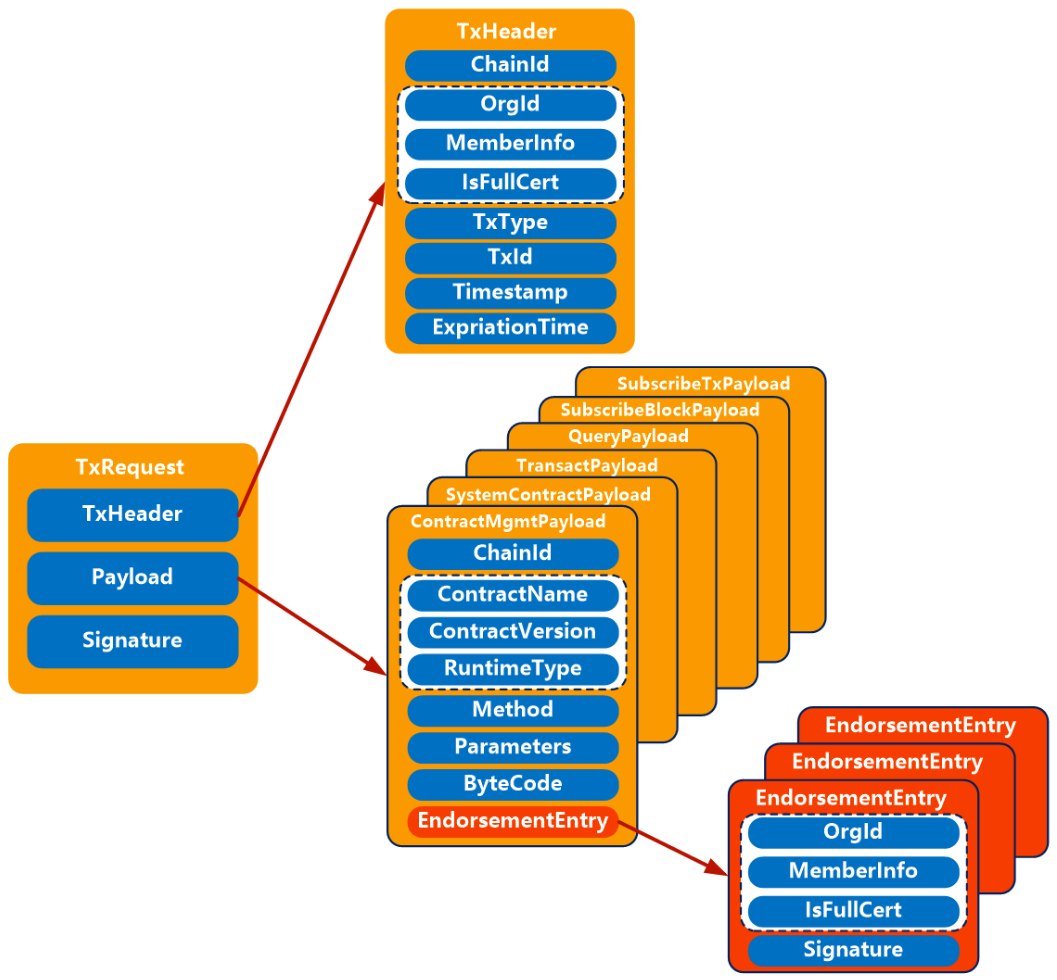 TxHeader
ChainId
OrgId
MemberInfo
IsFullCert
TxType
TxId
Timestamp
ExpriationTime
TxRequest
TxHeader
Payload
Signature
SubscribeTxPayload
SubscribeBlockPayload
QueryPayload
TransactPayload
SystemContractPayload
ContractMgmtPayload
ChainId
ContractName
ContractVersion
RuntimeType
Method
Parameters
ByteCode
EndorsementEntry
EndorsementEntry
EndorsementEntry
EndorsementEntry
OrgId
MemberInfo
IsFullCert
Signature